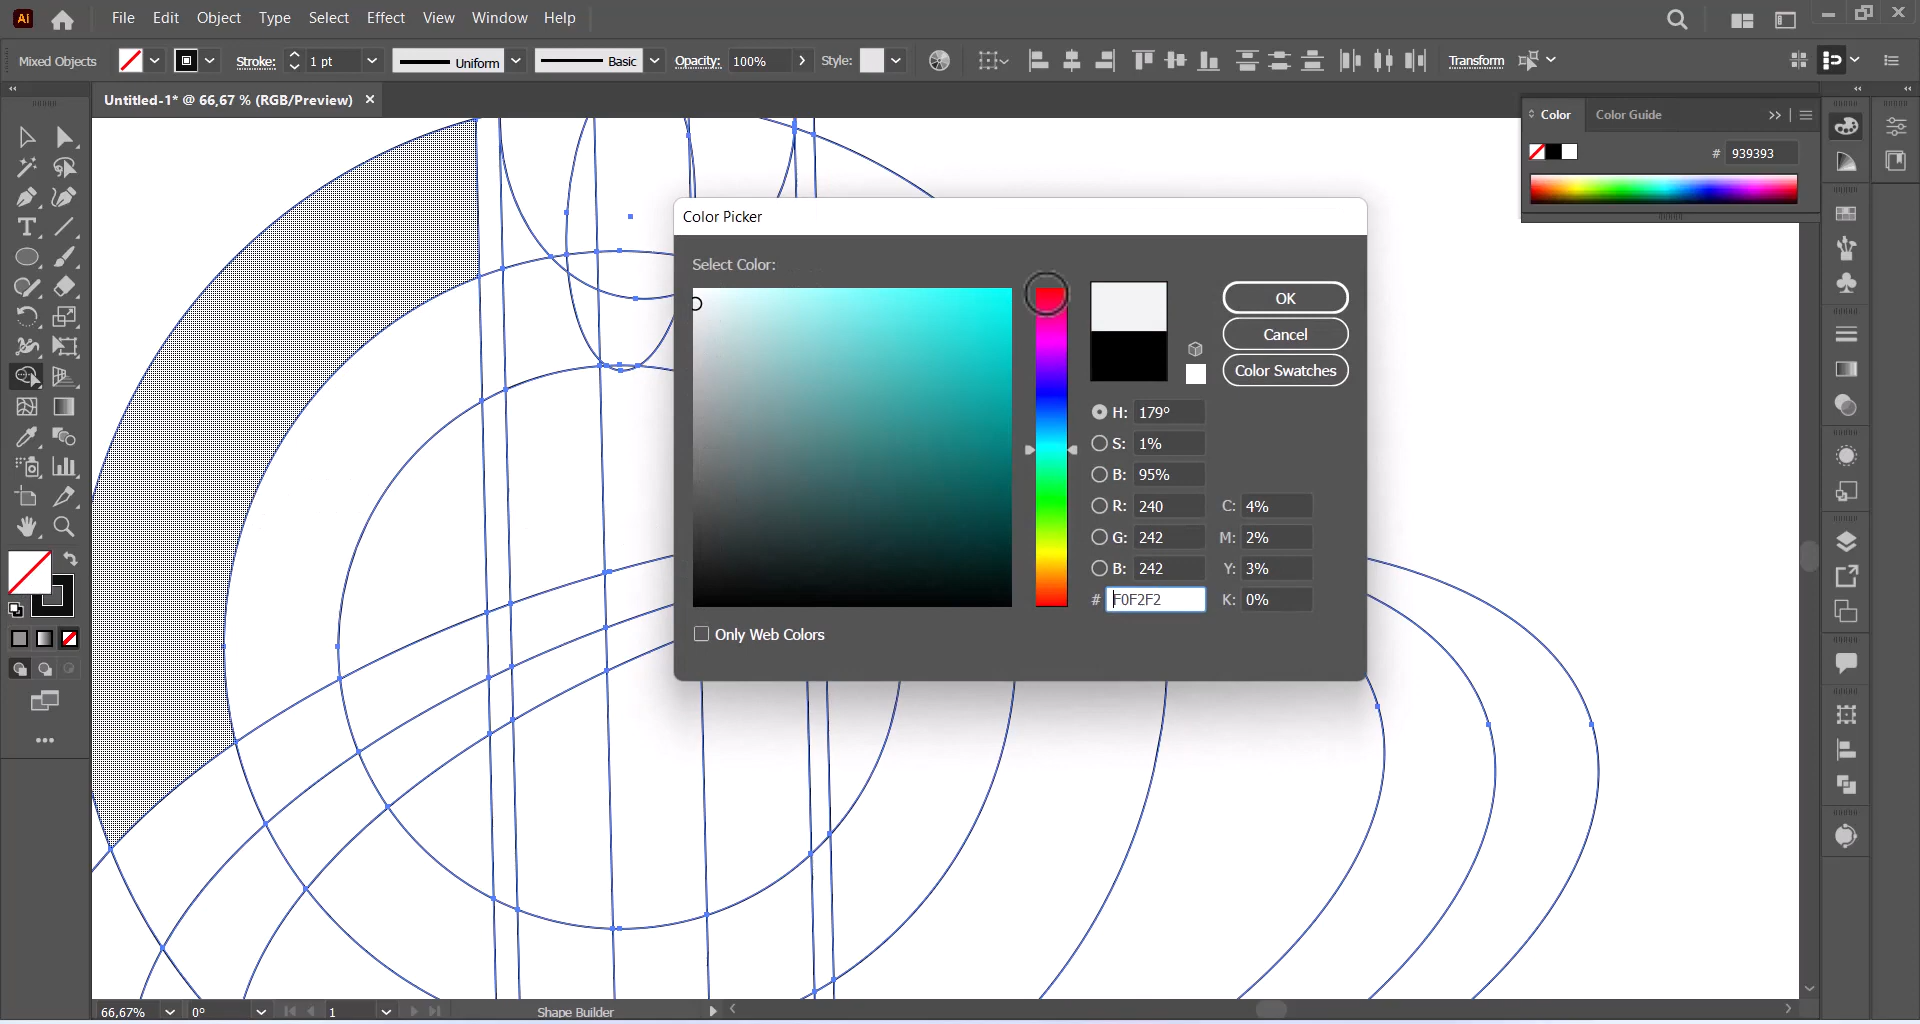 Ai File Edit Object Type Select Effect View Window Help
Mixed Objects Stroke: 1 pt Uniform Basic Opacity: 100% Style: Transform
Untitled-1* @ 66,67 % (RGB/Preview) ×
Color Color Guide
# 939393
Color Picker
Select Color:
OK
Cancel
Color Swatches
H: 179°
S: 1%
B: 95%
R: 240 C: 4%
G: 242 M: 2%
B: 242 Y: 3%
# F0F2F2 K: 0%
Only Web Colors
66,67% 0° 1 Shape Builder